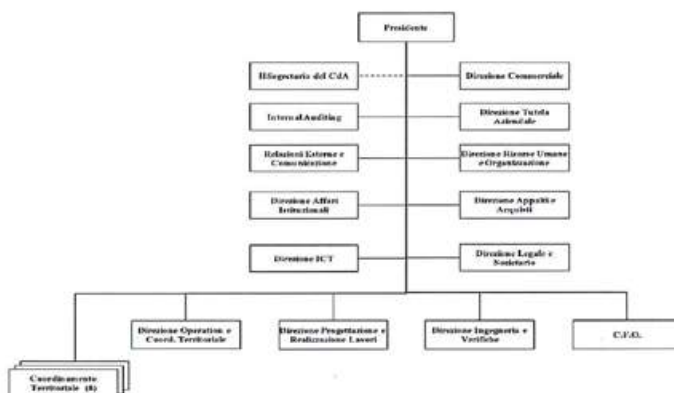 Presidente
Il Segretario del CdA
Direzione Commerciale
Internal Auditing
Direzione Tutela
Aziendale
Relazioni Esterne e
Comunicazione
Direzione Risorse Umane
e Organizzazione
Direzione Affari
Istituzionali
Direzione Appalti e
Acquisti
Direzione ICT
Direzione Legale e
Societario
Direzione Operation e
Coord. Territoriale
Direzione Progettazione e
Realizzazione Lavori
Direzione Ingegneria e
Verifiche
C.F.O.
Coordinamento
Territoriale (8)